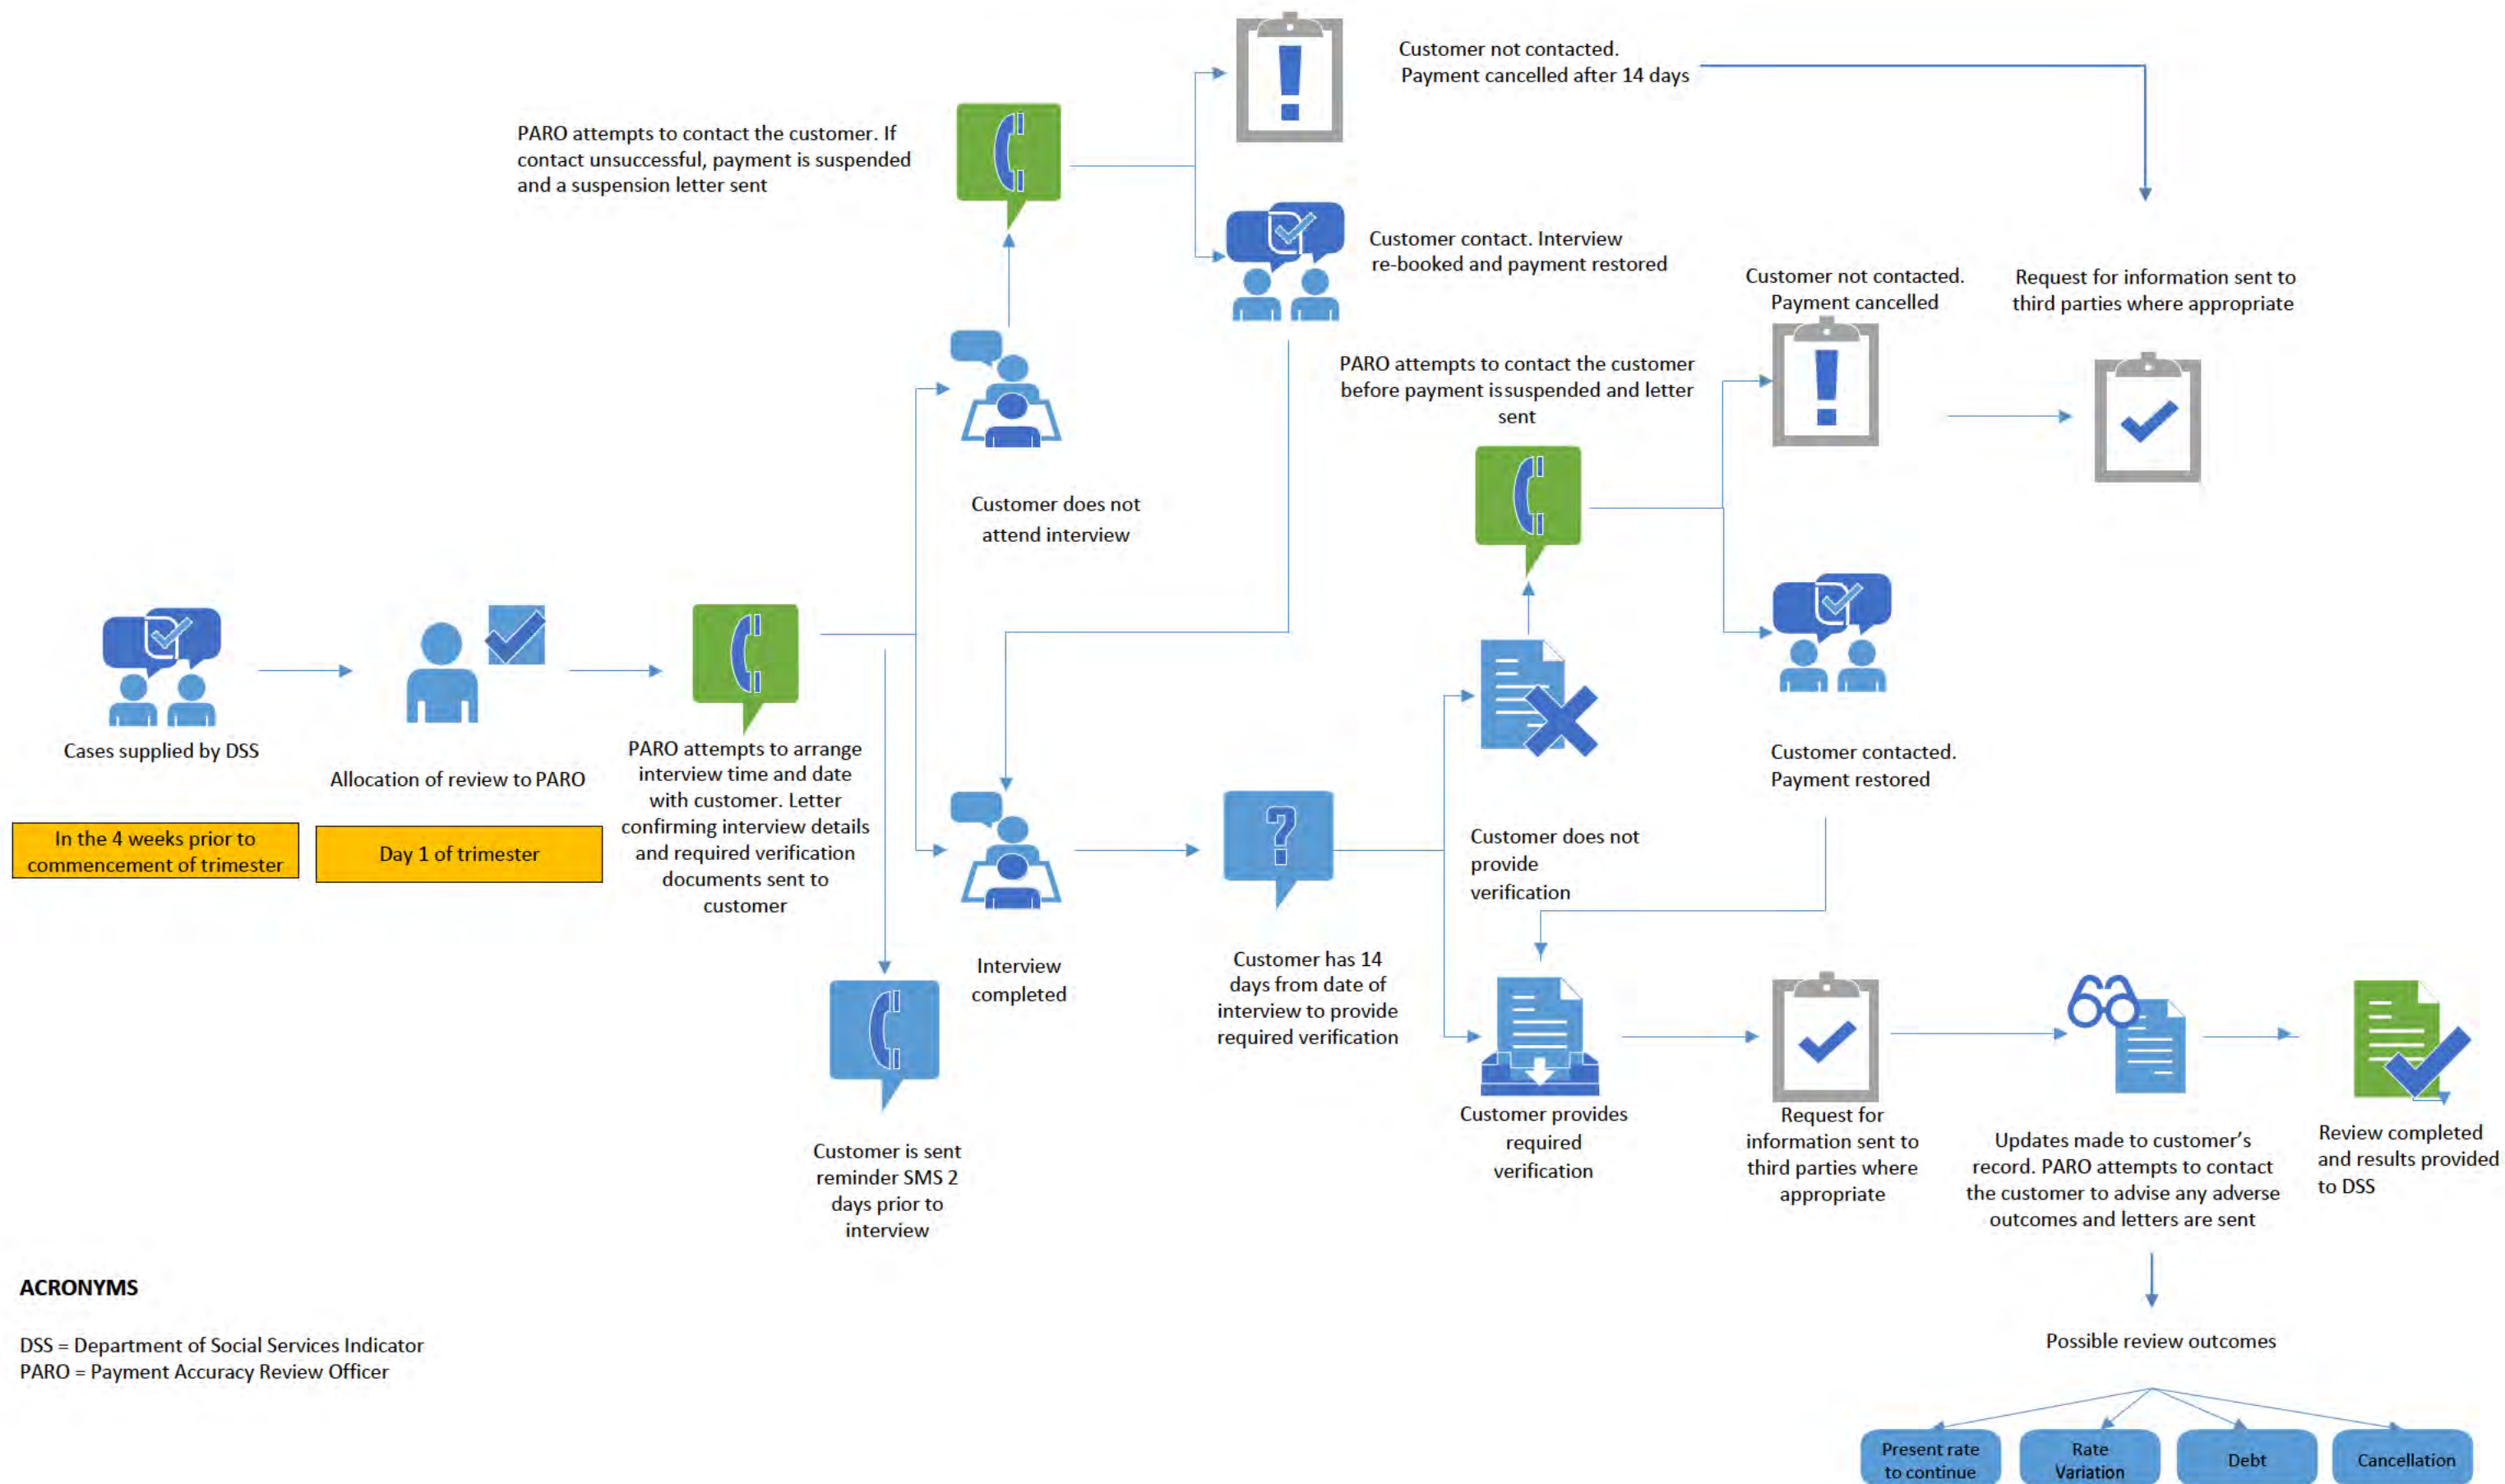 Customer not contacted.
Payment cancelled after 14 days
PARO attempts to contact the customer. If
contact unsuccessful, payment is suspended
and a suspension letter sent
Customer contact. Interview
re-booked and payment restored
Customer not contacted.
Payment cancelled
Request for information sent to
third parties where appropriate
PARO attempts to contact the customer
before payment issuspended and letter
sent
Customer does not
attend interview
Cases supplied by DSS
Allocation of review to PARO
PARO attempts to arrange
interview time and date
with customer. Letter
confirming interview details
and required verification
documents sent to
customer
In the 4 weeks prior to
commencement of trimester
Day 1 of trimester
Customer contacted.
Payment restored
Customer does not
provide
verification
Interview
completed
Customer has 14
days from date of
interview to provide
required verification
Customer is sent
reminder SMS 2
days prior to
interview
Customer provides
required
verification
Request for
information sent to
third parties where
appropriate
Updates made to customer's
record. PARO attempts to contact
the customer to advise any adverse
outcomes and letters are sent
Review completed
and results provided
to DSS
ACRONYMS
DSS = Department of Social Services Indicator
PARO = Payment Accuracy Review Officer
Possible review outcomes
Present rate
to continue
Rate
Variation
Debt
Cancellation